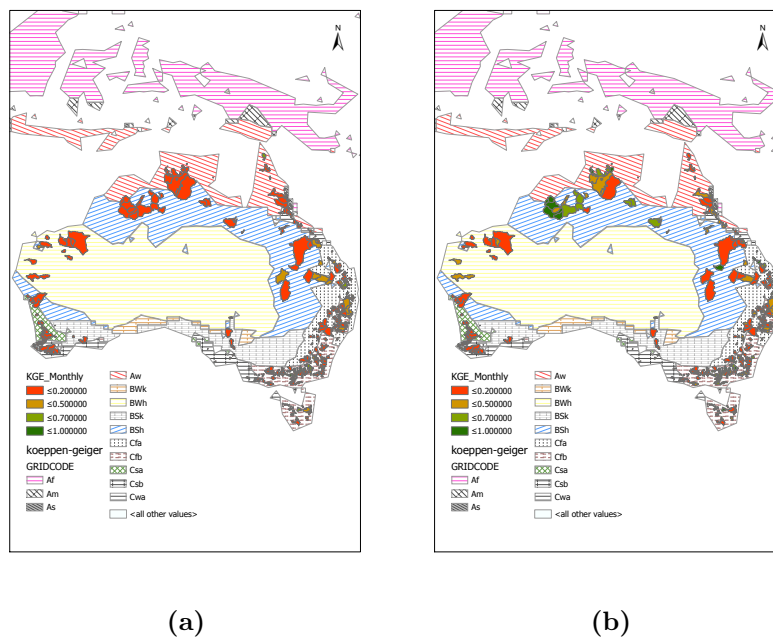 N
KGE_Monthly
≤0.200000
≤0.500000
≤0.700000
≤1.000000
koeppen-geiger
GRIDCODE
Af
Am
As
Aw
BWk
BWh
BSk
BSh
Cfa
Cfb
Csa
Csb
Cwa
<all other values>
(a)
N
KGE_Monthly
≤0.200000
≤0.500000
≤0.700000
≤1.000000
koeppen-geiger
GRIDCODE
Af
Am
As
Aw
BWk
BWh
BSk
BSh
Cfa
Cfb
Csa
Csb
Cwa
<all other values>
(b)